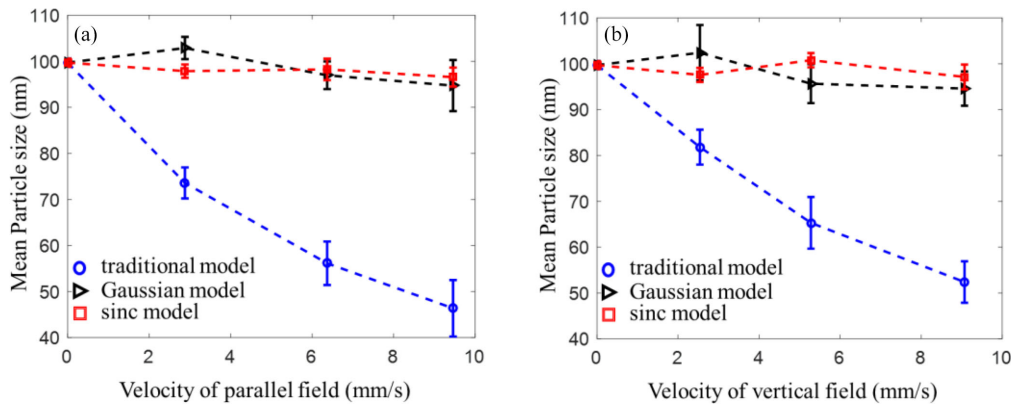 (a)
110
100
90
80
70
60
50
40
Mean Particle size (nm)
traditional model
Gaussian model
sinc model
0 2 4 6 8 10
Velocity of parallel field (mm/s)
(b)
110
100
90
80
70
60
50
40
Mean Particle size (nm)
traditional model
Gaussian model
sinc model
0 2 4 6 8 10
Velocity of vertical field (mm/s)